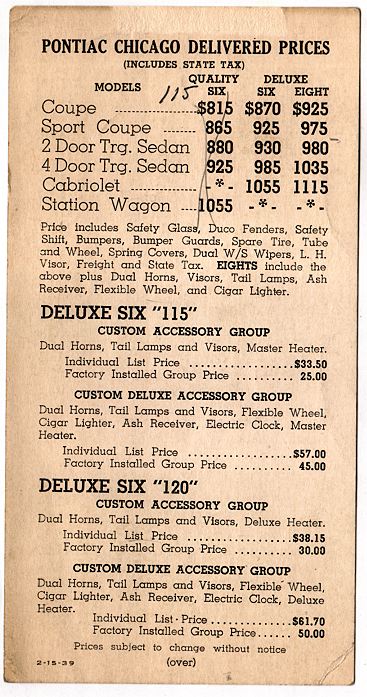 PONTIAC CHICAGO DELIVERED PRICES
(INCLUDES STATE TAX)
QUALITY DELUXE
MODELS 115 SIX SIX EIGHT
Coupe .................... $815 $870 $925
Sport Coupe ........ 865 925 975
2 Door Trg. Sedan 880 930 980
4 Door Trg. Sedan 925 985 1035
Cabriolet ................ -*- 1055 1115
Station Wagon .... 1055 -*- -*-
Price includes Safety Glass, Duco Fenders, Safety
Shift, Bumpers, Bumper Guards, Spare Tire, Tube
and Wheel, Spring Covers, Dual W/S Wipers, L. H.
Visor, Freight and State Tax. EIGHTS include the
above plus Dual Horns, Visors, Tail Lamps, Ash
Receiver, Flexible Wheel, and Cigar Lighter.
DELUXE SIX "115"
CUSTOM ACCESSORY GROUP
Dual Horns, Tail Lamps and Visors, Master Heater.
Individual List Price ..................$33.50
Factory Installed Group Price .......... 25.00
CUSTOM DELUXE ACCESSORY GROUP
Dual Horns, Tail Lamps and Visors, Flexible Wheel,
Cigar Lighter, Ash Receiver, Electric Clock, Master
Heater.
Individual List Price ..................$57.00
Factory Installed Group Price .......... 45.00
DELUXE SIX "120"
CUSTOM ACCESSORY GROUP
Dual Horns, Tail Lamps and Visors, Deluxe Heater.
Individual List Price ..................$38.15
Factory Installed Group Price .......... 30.00
CUSTOM DELUXE ACCESSORY GROUP
Dual Horns, Tail Lamps and Visors, Flexible Wheel,
Cigar Lighter, Ash Receiver, Electric Clock, Deluxe
Heater.
Individual List Price ..............$61.70
Factory Installed Group Price ...... 50.00
Prices subject to change without notice
2-15-39 (over)